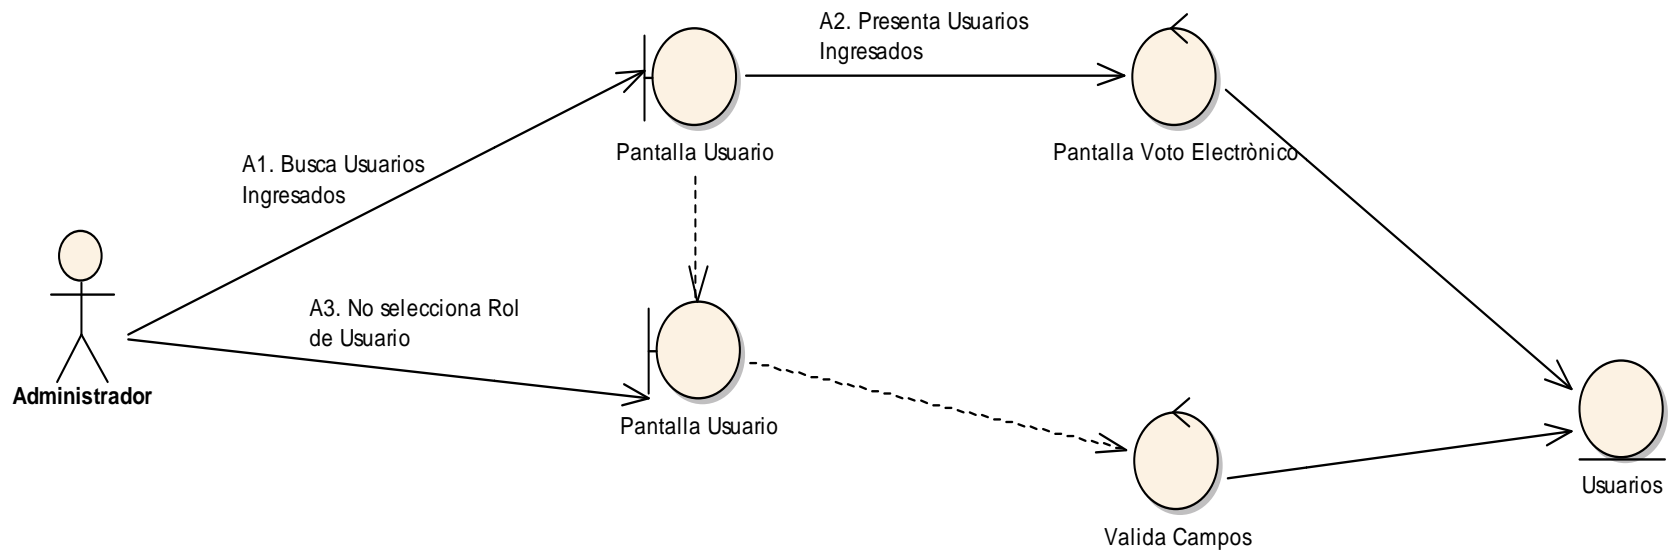 A2. Presenta Usuarios
Ingresados
Pantalla Usuario
Pantalla Voto Electrònico
A1. Busca Usuarios
Ingresados
A3. No selecciona Rol
de Usuario
Administrador
Pantalla Usuario
Usuarios
Valida Campos